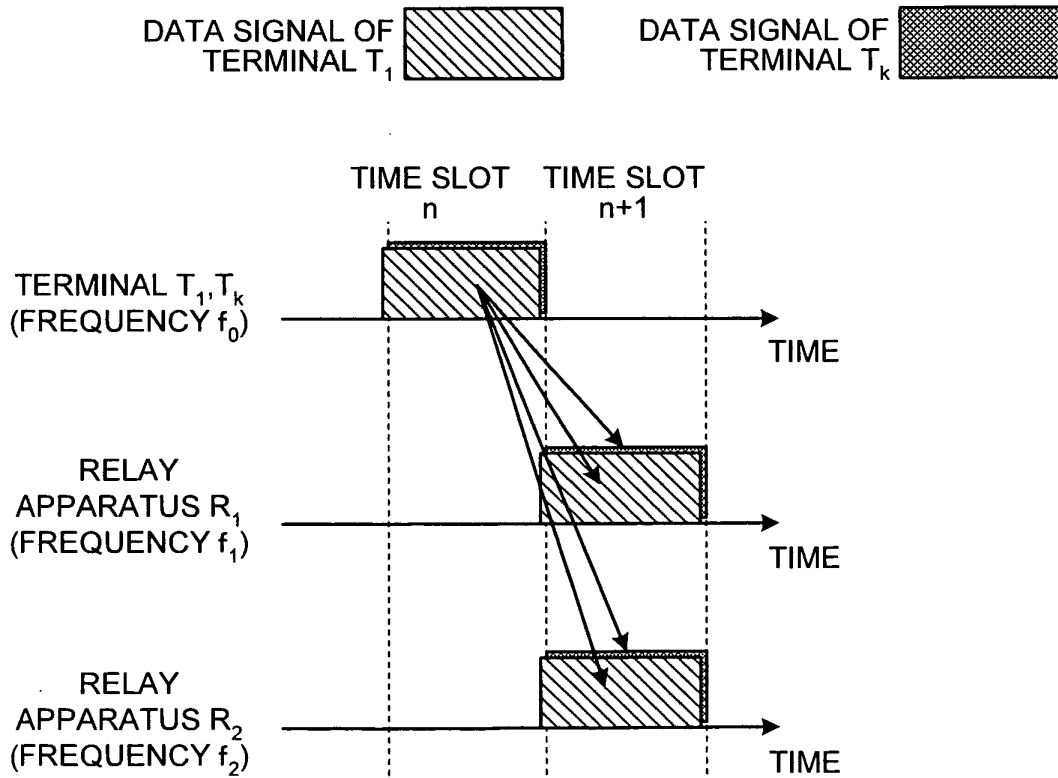 DATA SIGNAL OF
TERMINAL T₁
DATA SIGNAL OF
TERMINAL Tₖ
TIME SLOT
n
TIME SLOT
n+1
TERMINAL T₁,Tₖ
(FREQUENCY f₀)
TIME
RELAY
APPARATUS R₁
(FREQUENCY f₁)
TIME
RELAY
APPARATUS R₂
(FREQUENCY f₂)
TIME